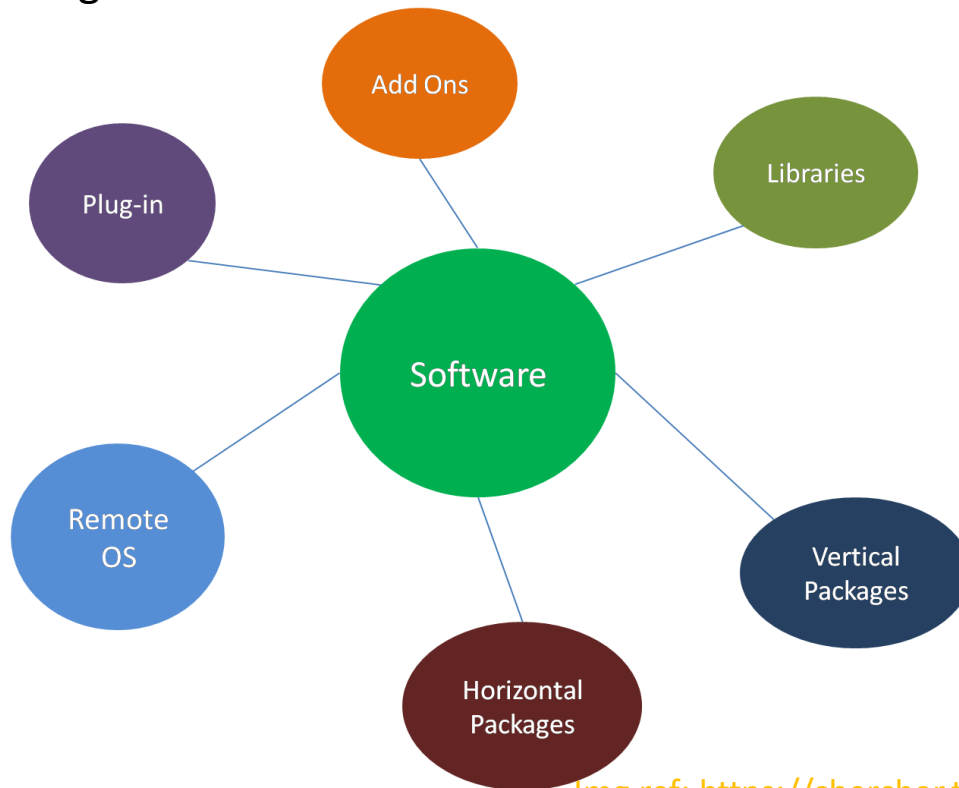 Add Ons
Libraries
Plug-in
Software
Remote
OS
Vertical
Packages
Horizontal
Packages